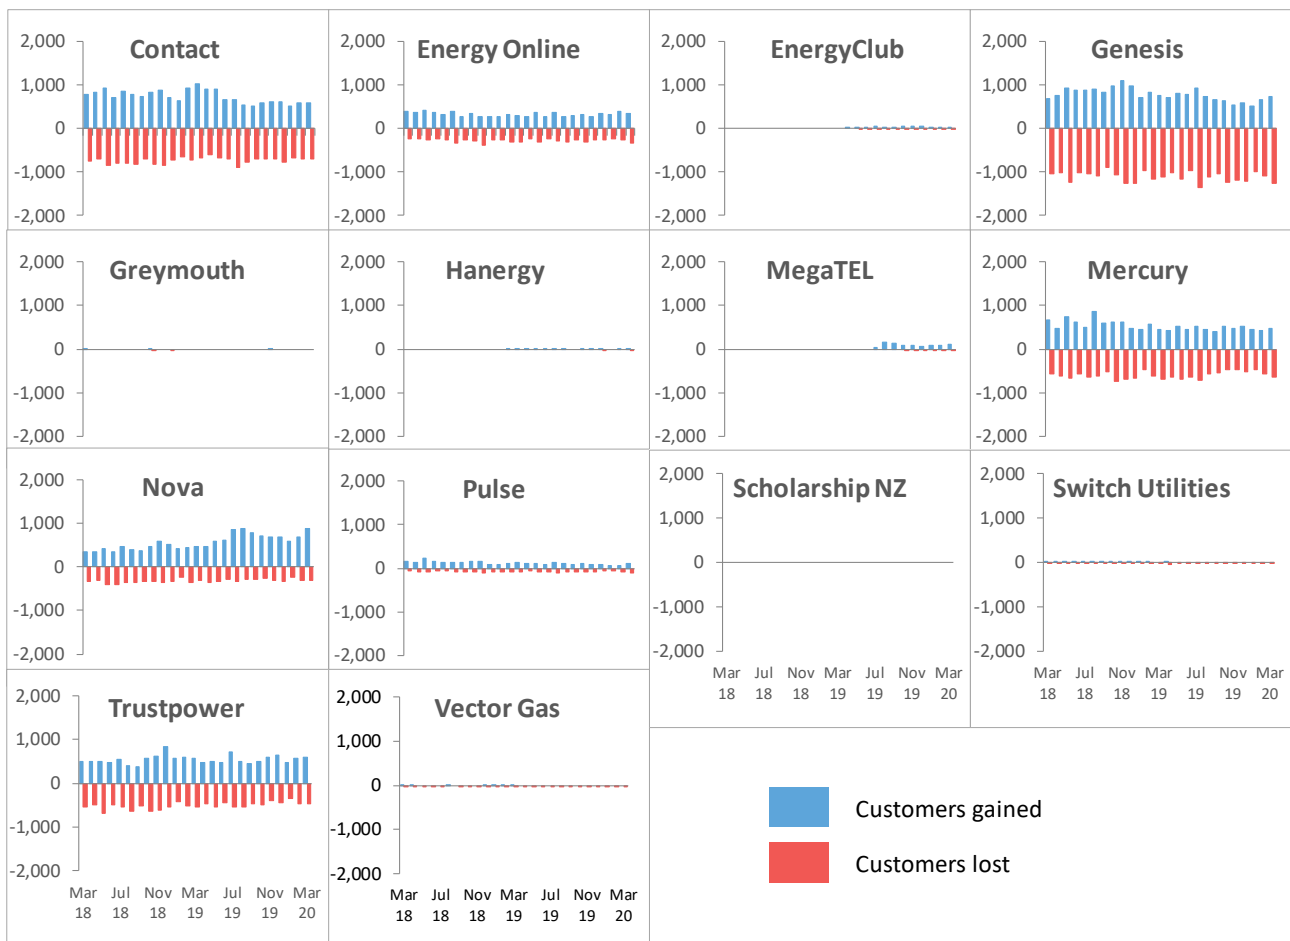 Contact
2,000
1,000
0
-1,000
-2,000
Energy Online
2,000
1,000
0
-1,000
-2,000
EnergyClub
2,000
1,000
0
-1,000
-2,000
Genesis
2,000
1,000
0
-1,000
-2,000
Greymouth
2,000
1,000
0
-1,000
-2,000
Hanergy
2,000
1,000
0
-1,000
-2,000
MegaTEL
2,000
1,000
0
-1,000
-2,000
Mercury
2,000
1,000
0
-1,000
-2,000
Nova
2,000
1,000
0
-1,000
-2,000
Pulse
2,000
1,000
0
-1,000
-2,000
Scholarship NZ
2,000
1,000
0
-1,000
-2,000
Mar Jul Nov Mar Jul Nov Mar
18 18 18 19 19 19 20
Switch Utilities
2,000
1,000
0
-1,000
-2,000
Mar Jul Nov Mar Jul Nov Mar
18 18 18 19 19 19 20
Trustpower
2,000
1,000
0
-1,000
-2,000
Mar Jul Nov Mar Jul Nov Mar
18 18 18 19 19 19 20
Vector Gas
2,000
1,000
0
-1,000
-2,000
Mar Jul Nov Mar Jul Nov Mar
18 18 18 19 19 19 20
Customers gained
Customers lost